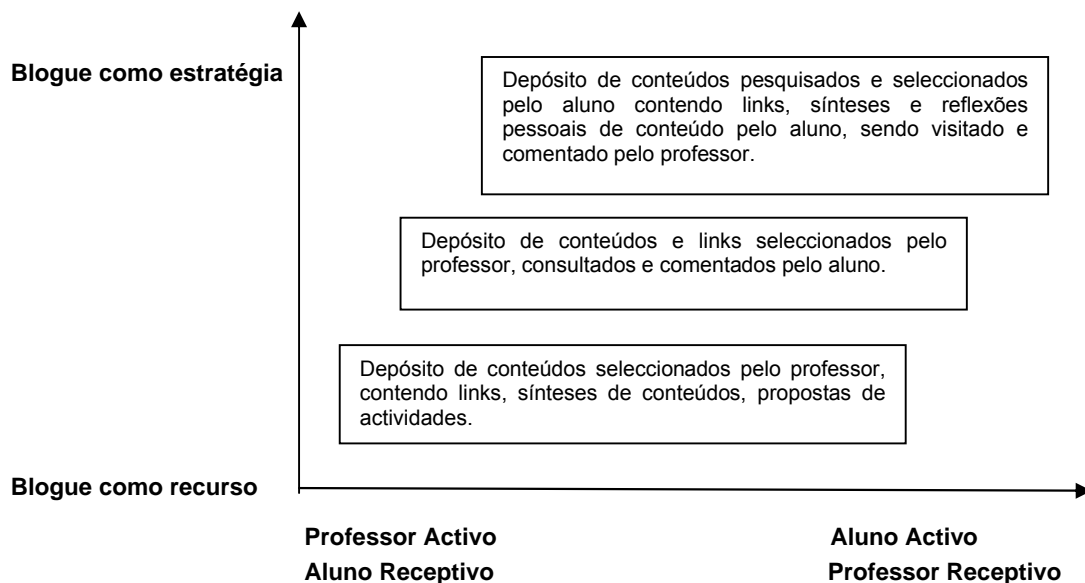 Blogue como estratégia
Depósito de conteúdos pesquisados e seleccionados
pelo aluno contendo links, sínteses e reflexões
pessoais de conteúdo pelo aluno, sendo visitado e
comentado pelo professor.
Depósito de conteúdos e links seleccionados pelo
professor, consultados e comentados pelo aluno.
Depósito de conteúdos seleccionados pelo professor,
contendo links, sínteses de conteúdos, propostas de
actividades.
Blogue como recurso
Professor Activo
Aluno Receptivo
Aluno Activo
Professor Receptivo